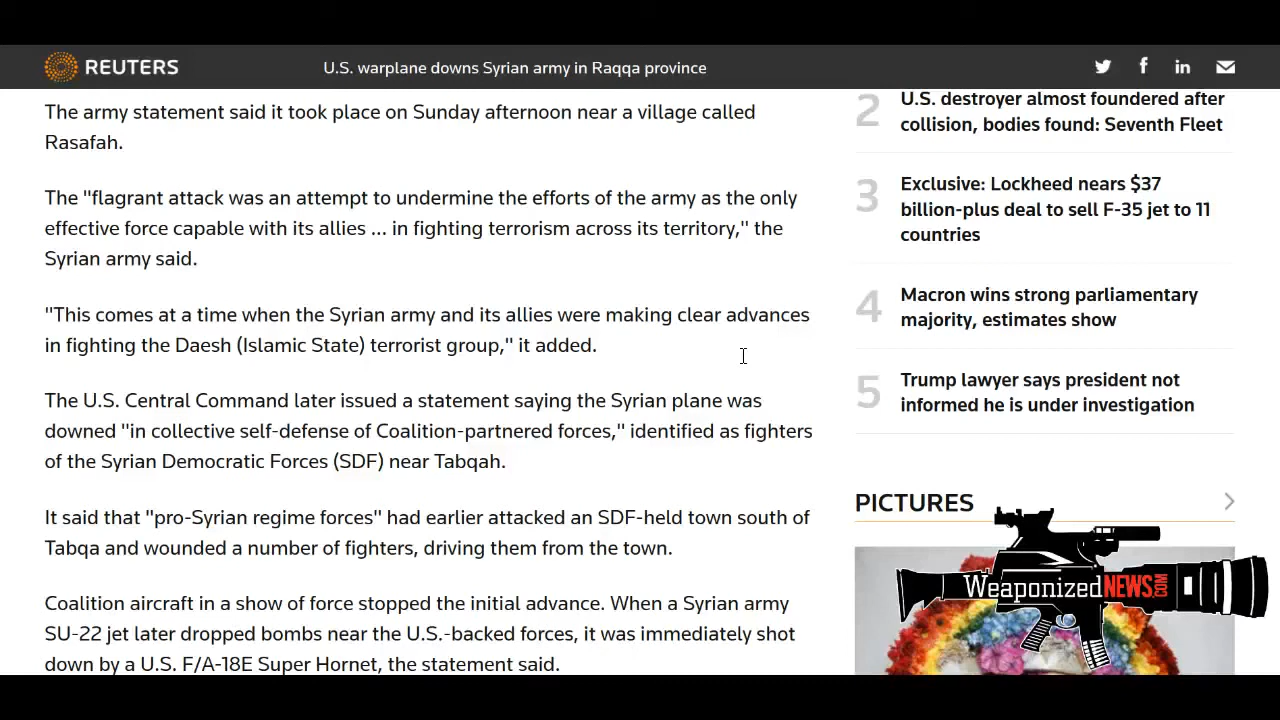 REUTERS
U.S. warplane downs Syrian army in Raqqa province
The army statement said it took place on Sunday afternoon near a village called
Rasafah.
The "flagrant attack was an attempt to undermine the efforts of the army as the only
effective force capable with its allies ... in fighting terrorism across its territory," the
Syrian army said.
"This comes at a time when the Syrian army and its allies were making clear advances
in fighting the Daesh (Islamic State) terrorist group," it added.
The U.S. Central Command later issued a statement saying the Syrian plane was
downed "in collective self-defense of Coalition-partnered forces," identified as fighters
of the Syrian Democratic Forces (SDF) near Tabqah.
It said that "pro-Syrian regime forces" had earlier attacked an SDF-held town south of
Tabqa and wounded a number of fighters, driving them from the town.
Coalition aircraft in a show of force stopped the initial advance. When a Syrian army
SU-22 jet later dropped bombs near the U.S.-backed forces, it was immediately shot
down by a U.S. F/A-18E Super Hornet, the statement said.
2
U.S. destroyer almost foundered after
collision, bodies found: Seventh Fleet
3
Exclusive: Lockheed nears $37
billion-plus deal to sell F-35 jet to 11
countries
4
Macron wins strong parliamentary
majority, estimates show
5
Trump lawyer says president not
informed he is under investigation
PICTURES
WEAPONIZEDNEWS.COM